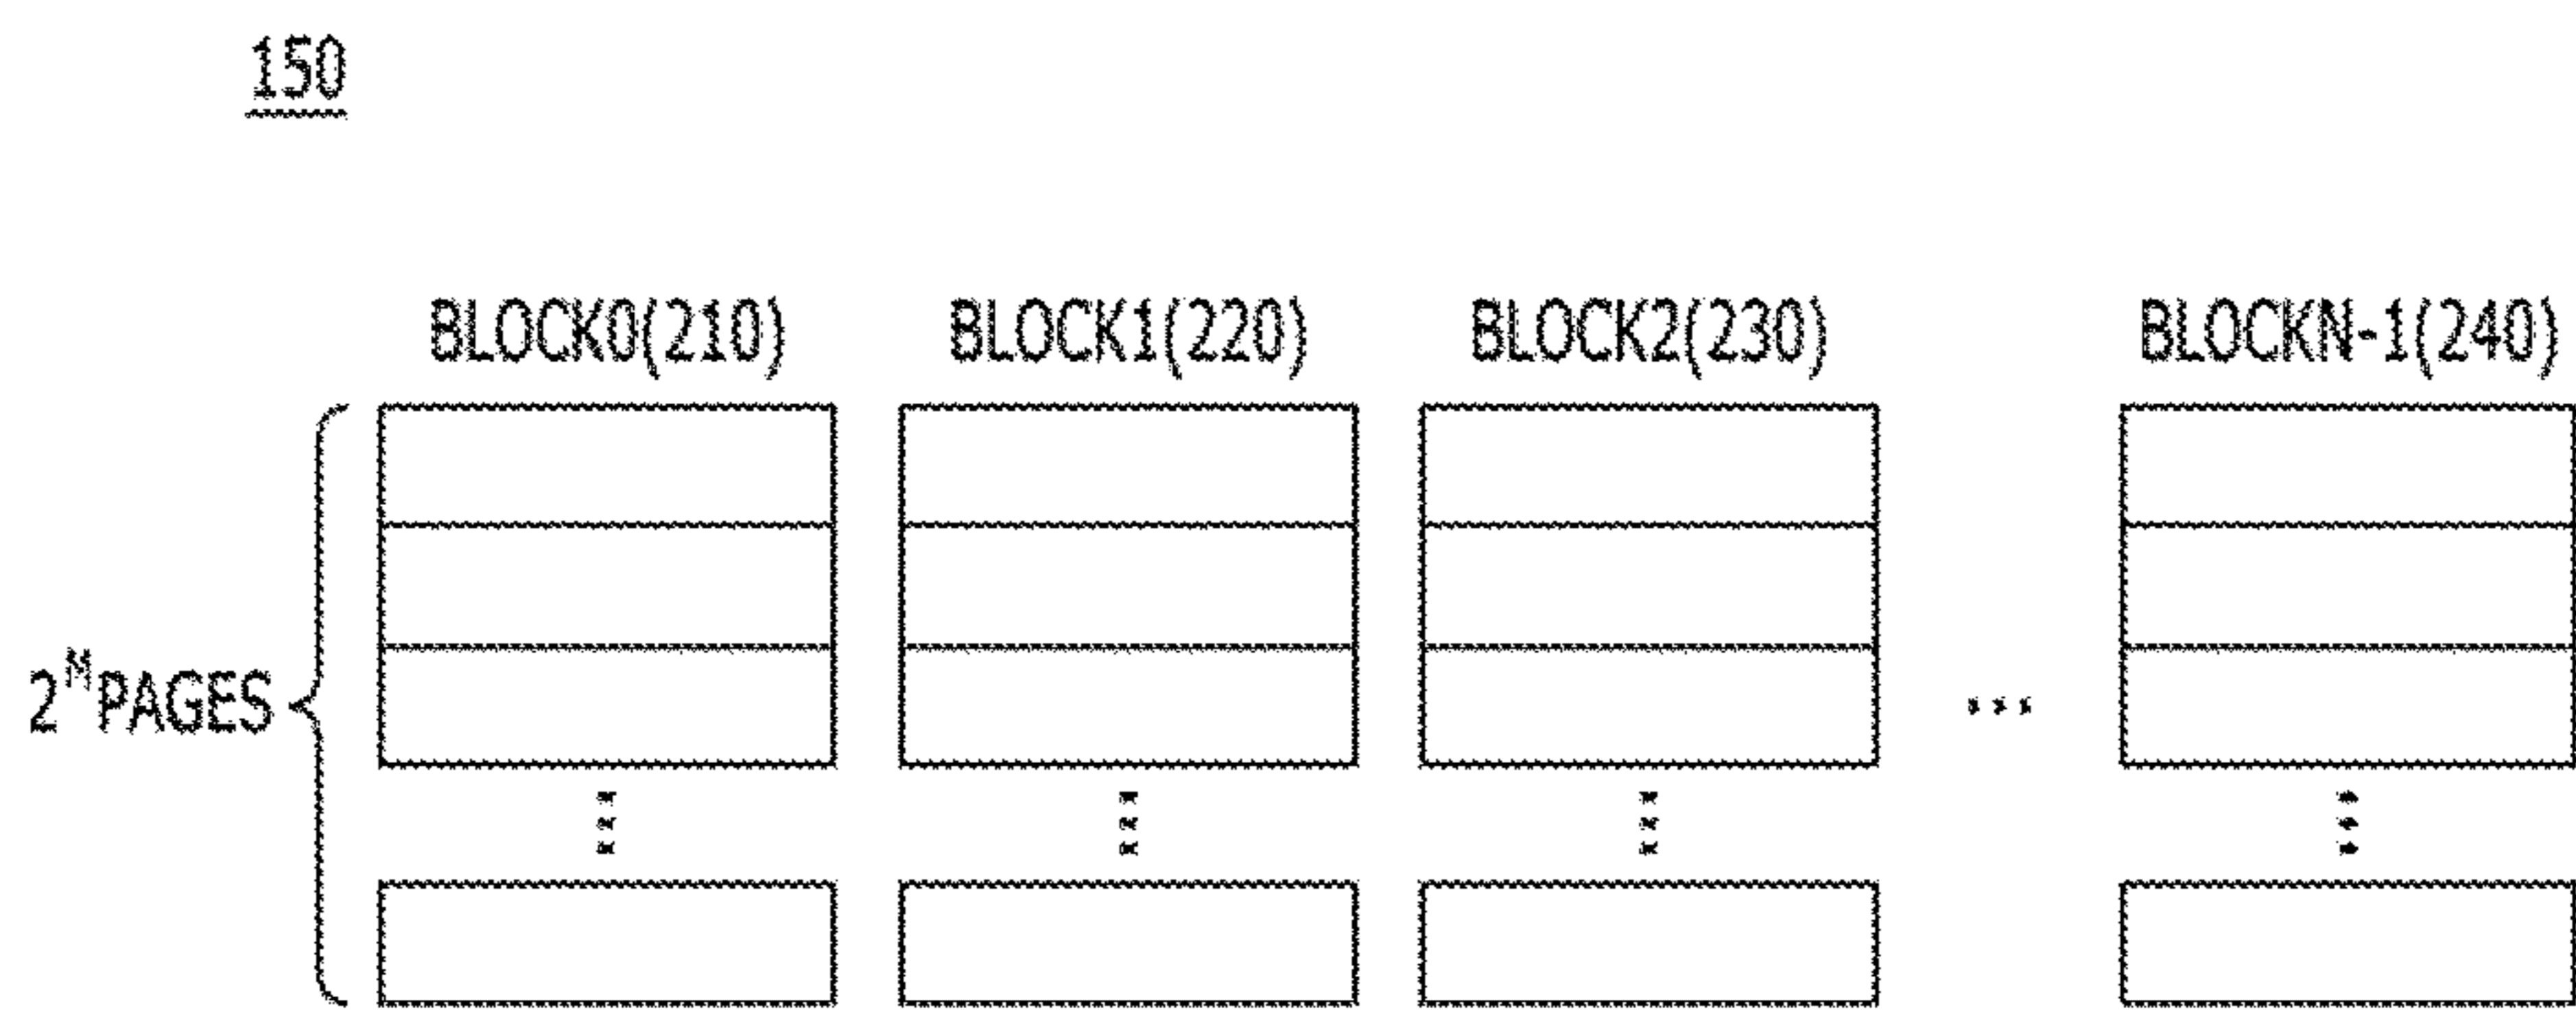 150
BLOCK0(210) BLOCK1(220) BLOCK2(230) BLOCKN-1(240)
2^M PAGES
...